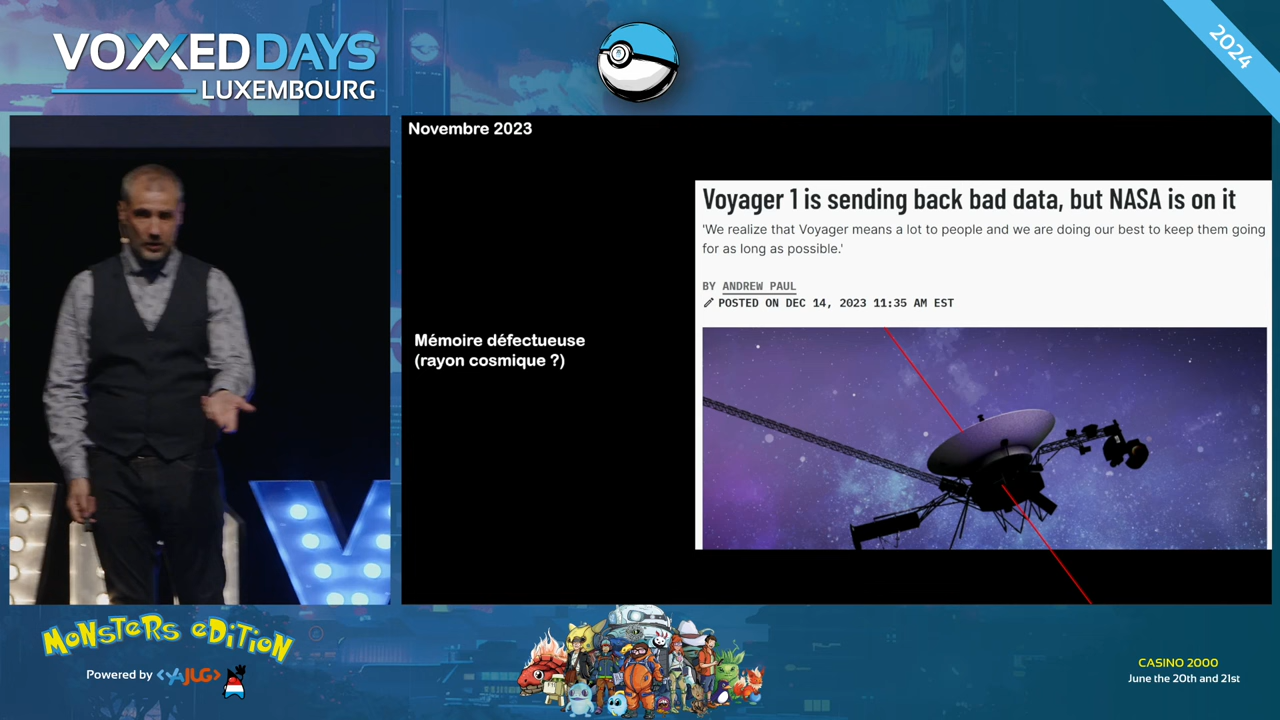 VOXXED DAYS
LUXEMBOURG
2024
Novembre 2023
Voyager 1 is sending back bad data, but NASA is on it
'We realize that Voyager means a lot to people and we are doing our best to keep them going
for as long as possible.'
BY ANDREW PAUL
POSTED ON DEC 14, 2023 11:35 AM EST
Mémoire défectueuse
(rayon cosmique ?)
MONSTERS EDITION
Powered by <YAJUG>
CASINO 2000
June the 20th and 21st